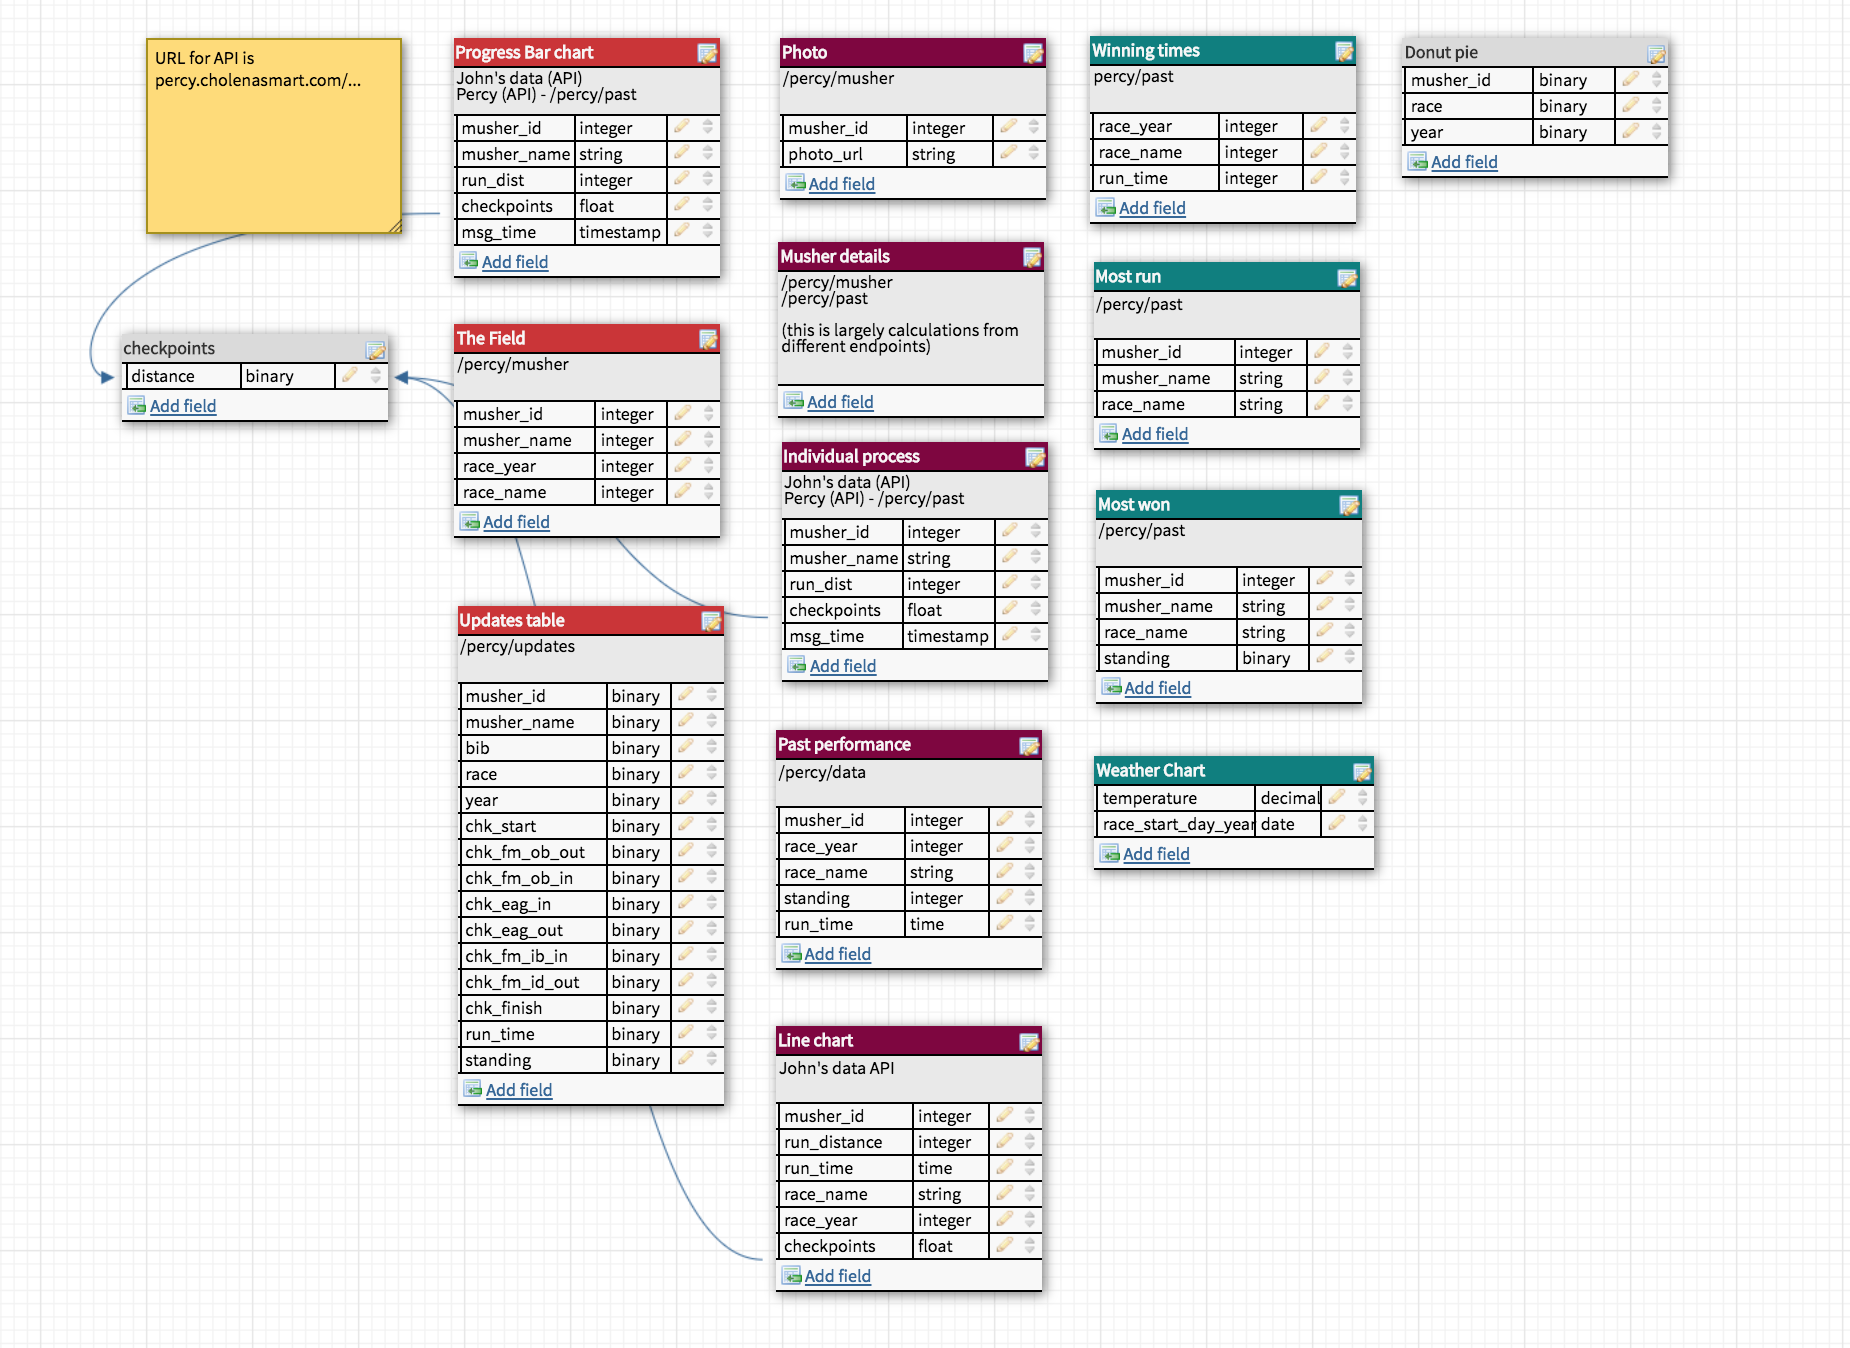 URL for API is
percy.cholenasmart.com/...
checkpoints
distance binary
Add field
Progress Bar chart
John's data (API)
Percy (API) - /percy/past
musher_id integer
musher_name string
run_dist integer
checkpoints float
msg_time timestamp
Add field
The Field
/percy/musher
musher_id integer
musher_name integer
race_year integer
race_name integer
Add field
Updates table
/percy/updates
musher_id binary
musher_name binary
bib binary
race binary
year binary
chk_start binary
chk_fm_ob_out binary
chk_fm_ob_in binary
chk_eag_in binary
chk_eag_out binary
chk_fm_ib_in binary
chk_fm_id_out binary
chk_finish binary
run_time binary
standing binary
Add field
Photo
/percy/musher
musher_id integer
photo_url string
Add field
Musher details
/percy/musher
/percy/past
(this is largely calculations from
different endpoints)
Add field
Individual process
John's data (API)
Percy (API) - /percy/past
musher_id integer
musher_name string
run_dist integer
checkpoints float
msg_time timestamp
Add field
Past performance
/percy/data
musher_id integer
race_year integer
race_name string
standing integer
run_time time
Add field
Line chart
John's data API
musher_id integer
run_distance integer
run_time time
race_name string
race_year integer
checkpoints float
Add field
Winning times
percy/past
race_year integer
race_name integer
run_time integer
Add field
Most run
/percy/past
musher_id integer
musher_name string
race_name string
Add field
Most won
/percy/past
musher_id integer
musher_name string
race_name string
standing binary
Add field
Weather Chart
temperature decimal
race_start_day_year date
Add field
Donut pie
musher_id binary
race binary
year binary
Add field